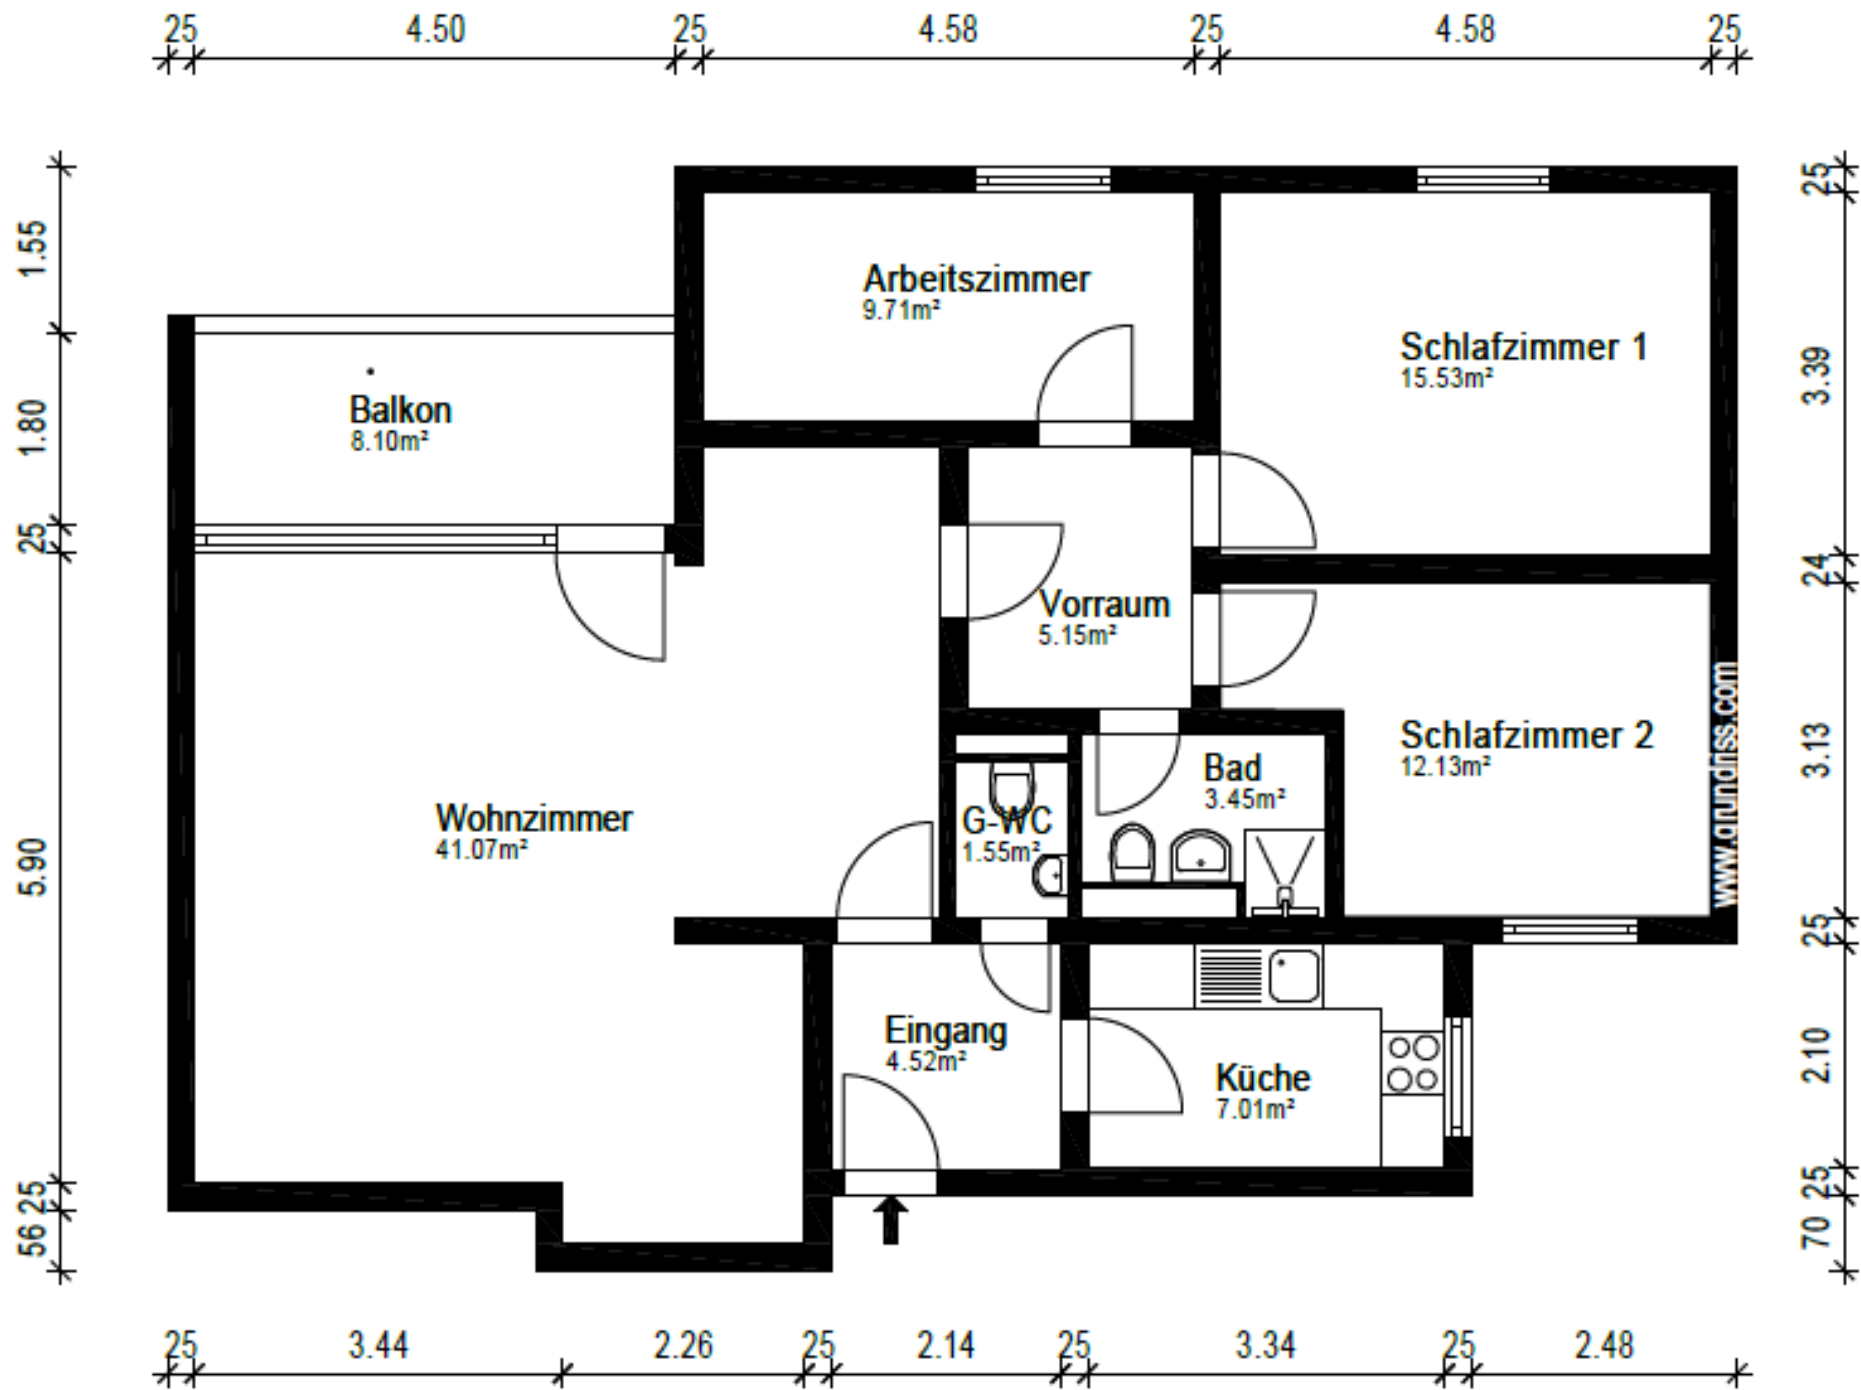 25 4.50 25 4.58 25 4.58 25
1.55
1.80
25
5.90
25
56
Arbeitszimmer
9.71m²
Schlafzimmer 1
15.53m²
Balkon
8.10m²
Vorraum
5.15m²
Schlafzimmer 2
12.13m²
Bad
3.45m²
Wohnzimmer
41.07m²
G-WC
1.55m²
Eingang
4.52m²
Küche
7.01m²
www.grundriss.com
25
3.39
24
3.13
25
2.10
25
70
25 3.44 2.26 25 2.14 25 3.34 25 2.48